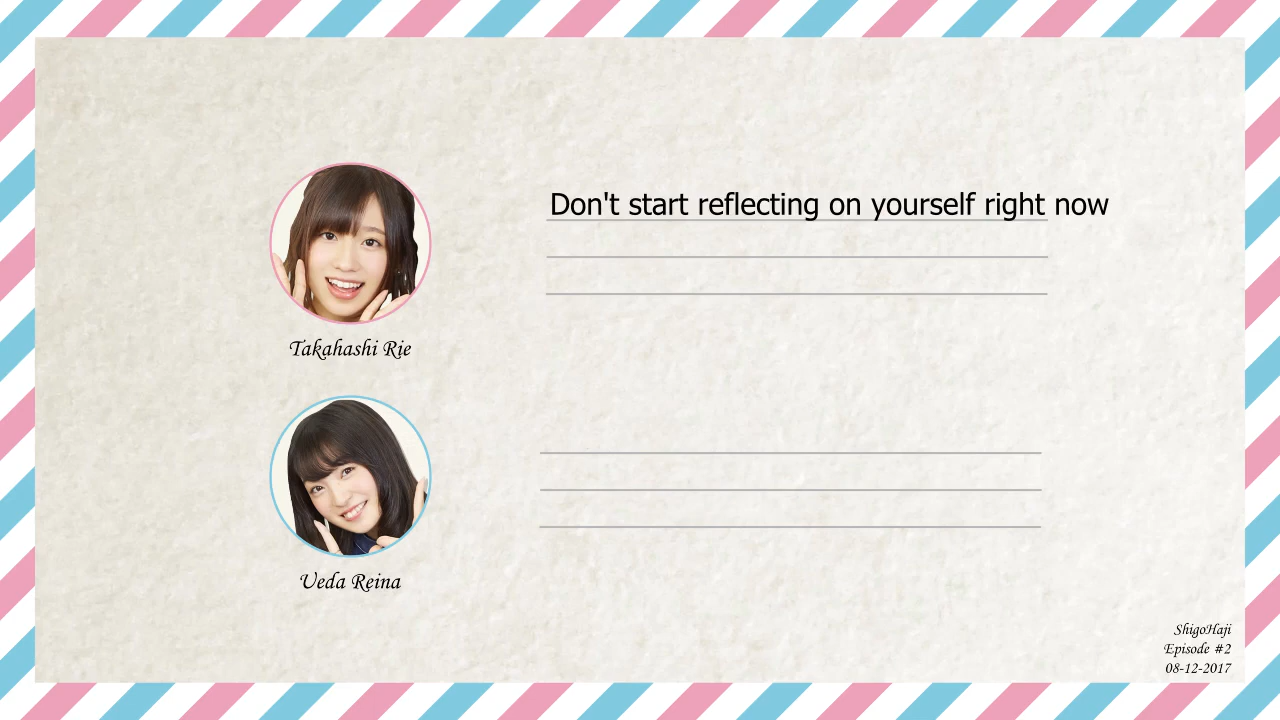 Don't start reflecting on yourself right now
Takahashi Rie
Ueda Reina
ShigoHaji
Episode #2
08-12-2017